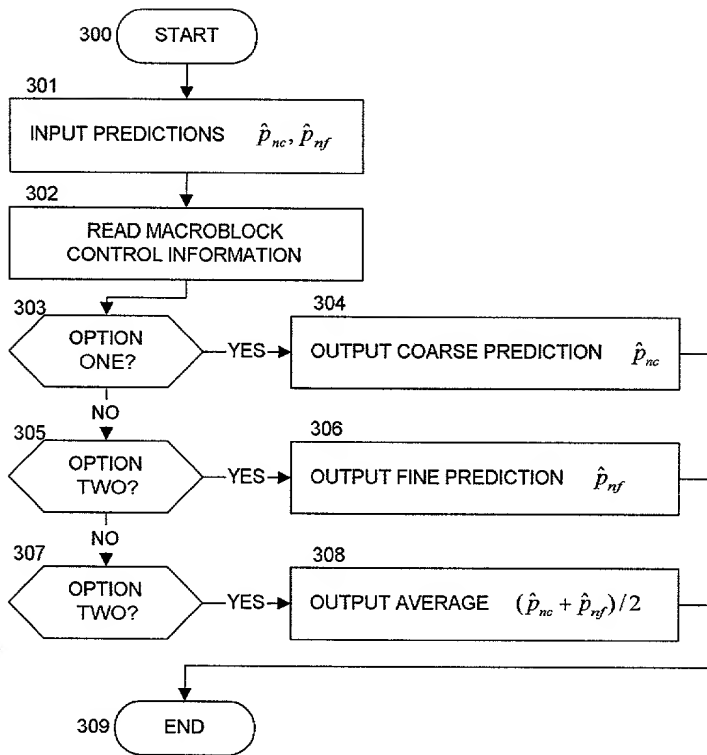 300 START
301
INPUT PREDICTIONS p̂nc, p̂nf
302
READ MACROBLOCK
CONTROL INFORMATION
303 304
OPTION
ONE? YES OUTPUT COARSE PREDICTION p̂nc
NO
305 306
OPTION
TWO? YES OUTPUT FINE PREDICTION p̂nf
NO
307 308
OPTION
TWO? YES OUTPUT AVERAGE (p̂nc + p̂nf)/2
309 END